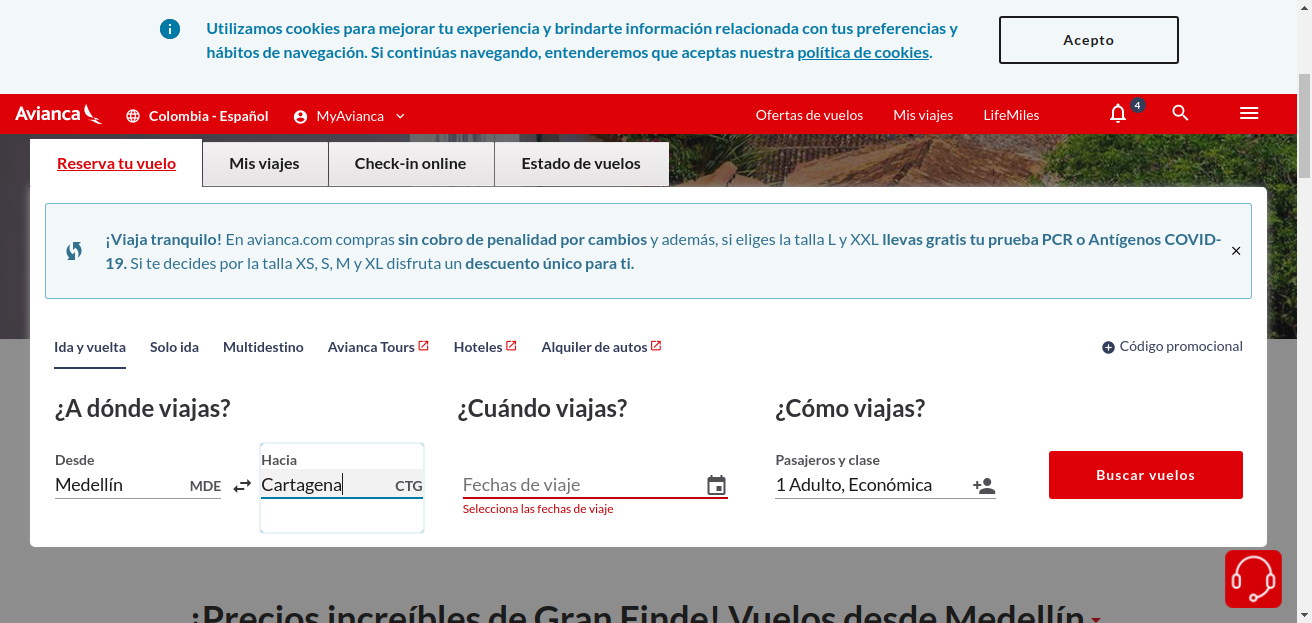 Utilizamos cookies para mejorar tu experiencia y brindarte información relacionada con tus preferencias y
hábitos de navegación. Si continúas navegando, entenderemos que aceptas nuestra política de cookies.
Acepto
Avianca
Colombia - Español
MyAvianca
Ofertas de vuelos
Mis viajes
LifeMiles
4
Reserva tu vuelo
Mis viajes
Check-in online
Estado de vuelos
¡Viaja tranquilo! En avianca.com compras sin cobro de penalidad por cambios y además, si eliges la talla L y XXL llevas gratis tu prueba PCR o Antígenos COVID-
19. Si te decides por la talla XS, S, M y XL disfruta un descuento único para ti.
Ida y vuelta
Solo ida
Multidestino
Avianca Tours
Hoteles
Alquiler de autos
Código promocional
¿A dónde viajas?
¿Cuándo viajas?
¿Cómo viajas?
Desde
Medellín MDE
Hacia
Cartagena CTG
Fechas de viaje
Selecciona las fechas de viaje
Pasajeros y clase
1 Adulto, Económica
Buscar vuelos
¡Precios increíbles de Gran Finde! Vuelos desde Medellín